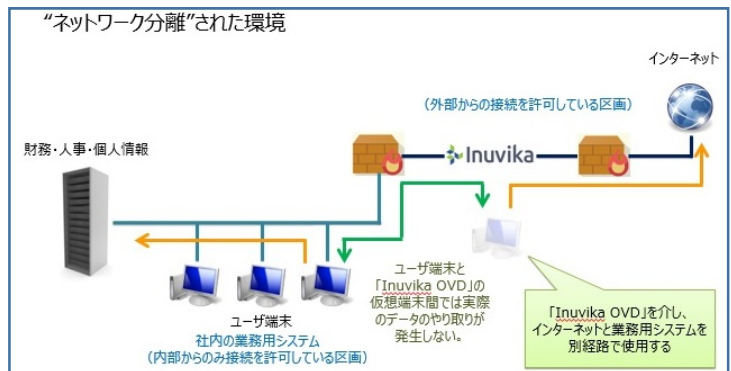 “ネットワーク分離”された環境
インターネット
(外部からの接続を許可している区画)
財務・人事・個人情報
Inuvika
ユーザ端末と
「Inuvika OVD」の
仮想端末間では実際
のデータのやり取りが
発生しない。
ユーザ端末
社内の業務用システム
(内部からのみ接続を許可している区画)
「Inuvika OVD」を介し、
インターネットと業務用システムを
別経路で使用する